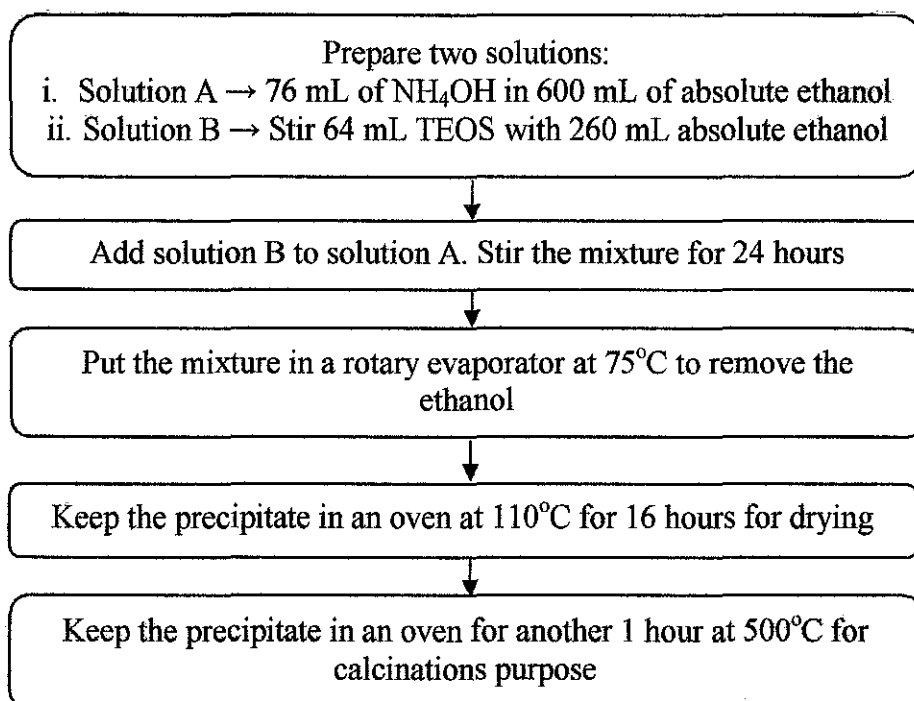 Prepare two solutions:
i. Solution A → 76 mL of NH₄OH in 600 mL of absolute ethanol
ii. Solution B → Stir 64 mL TEOS with 260 mL absolute ethanol
Add solution B to solution A. Stir the mixture for 24 hours
Put the mixture in a rotary evaporator at 75°C to remove the
ethanol
Keep the precipitate in an oven at 110°C for 16 hours for drying
Keep the precipitate in an oven for another 1 hour at 500°C for
calcinations purpose